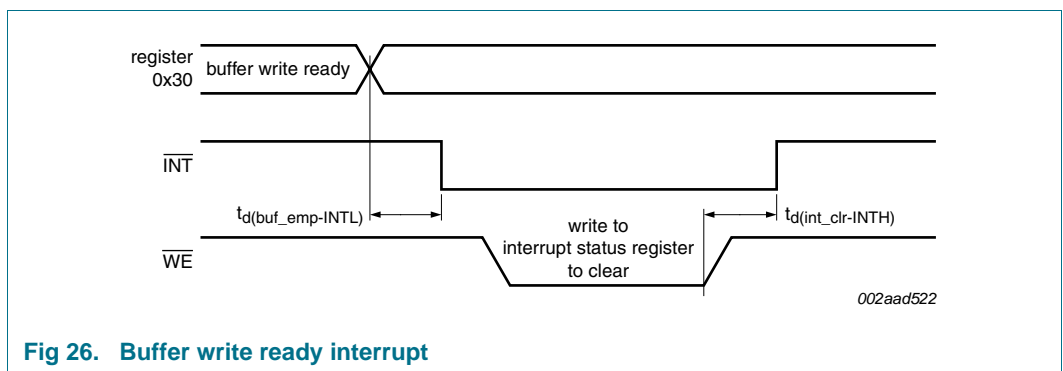 register
0x30
buffer write ready
INT
td(buf_emp-INTL)
write to
interrupt status register
to clear
td(int_clr-INTH)
WE
002aad522
Fig 26. Buffer write ready interrupt